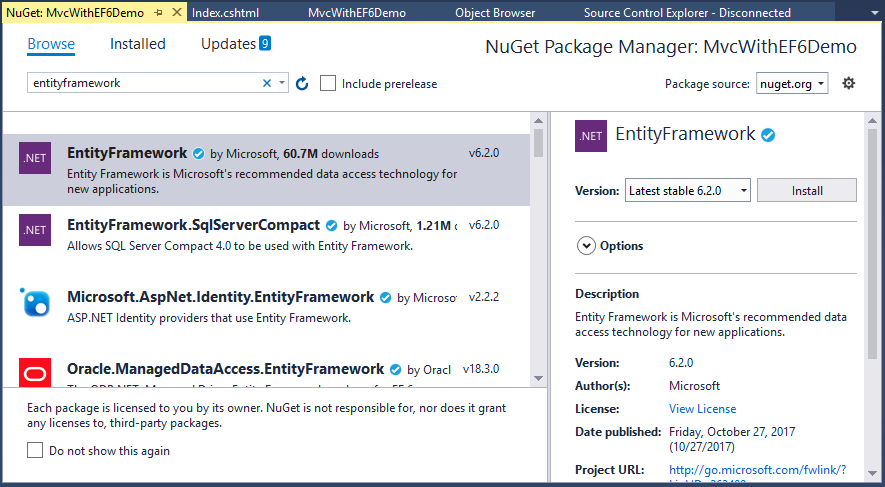 NuGet: MvcWithEF6Demo
Index.cshtml
MvcWithEF6Demo
Object Browser
Source Control Explorer - Disconnected
Browse
Installed
Updates 9
NuGet Package Manager: MvcWithEF6Demo
entityframework
Include prerelease
Package source: nuget.org
.NET
EntityFramework by Microsoft, 60.7M downloads
v6.2.0
Entity Framework is Microsoft's recommended data access technology for
new applications.
.NET
EntityFramework.SqlServerCompact by Microsoft, 1.21M
v6.2.0
Allows SQL Server Compact 4.0 to be used with Entity Framework.
Microsoft.AspNet.Identity.EntityFramework by Microsof
v2.2.2
ASP.NET Identity providers that use Entity Framework.
Oracle.ManagedDataAccess.EntityFramework by Oracl
v18.3.0
Each package is licensed to you by its owner. NuGet is not responsible for, nor does it grant
any licenses to, third-party packages.
Do not show this again
.NET
EntityFramework
Version: Latest stable 6.2.0
Install
Options
Description
Entity Framework is Microsoft's recommended data
access technology for new applications.
Version: 6.2.0
Author(s): Microsoft
License: View License
Date published: Friday, October 27, 2017
(10/27/2017)
Project URL: http://go.microsoft.com/fwlink/?